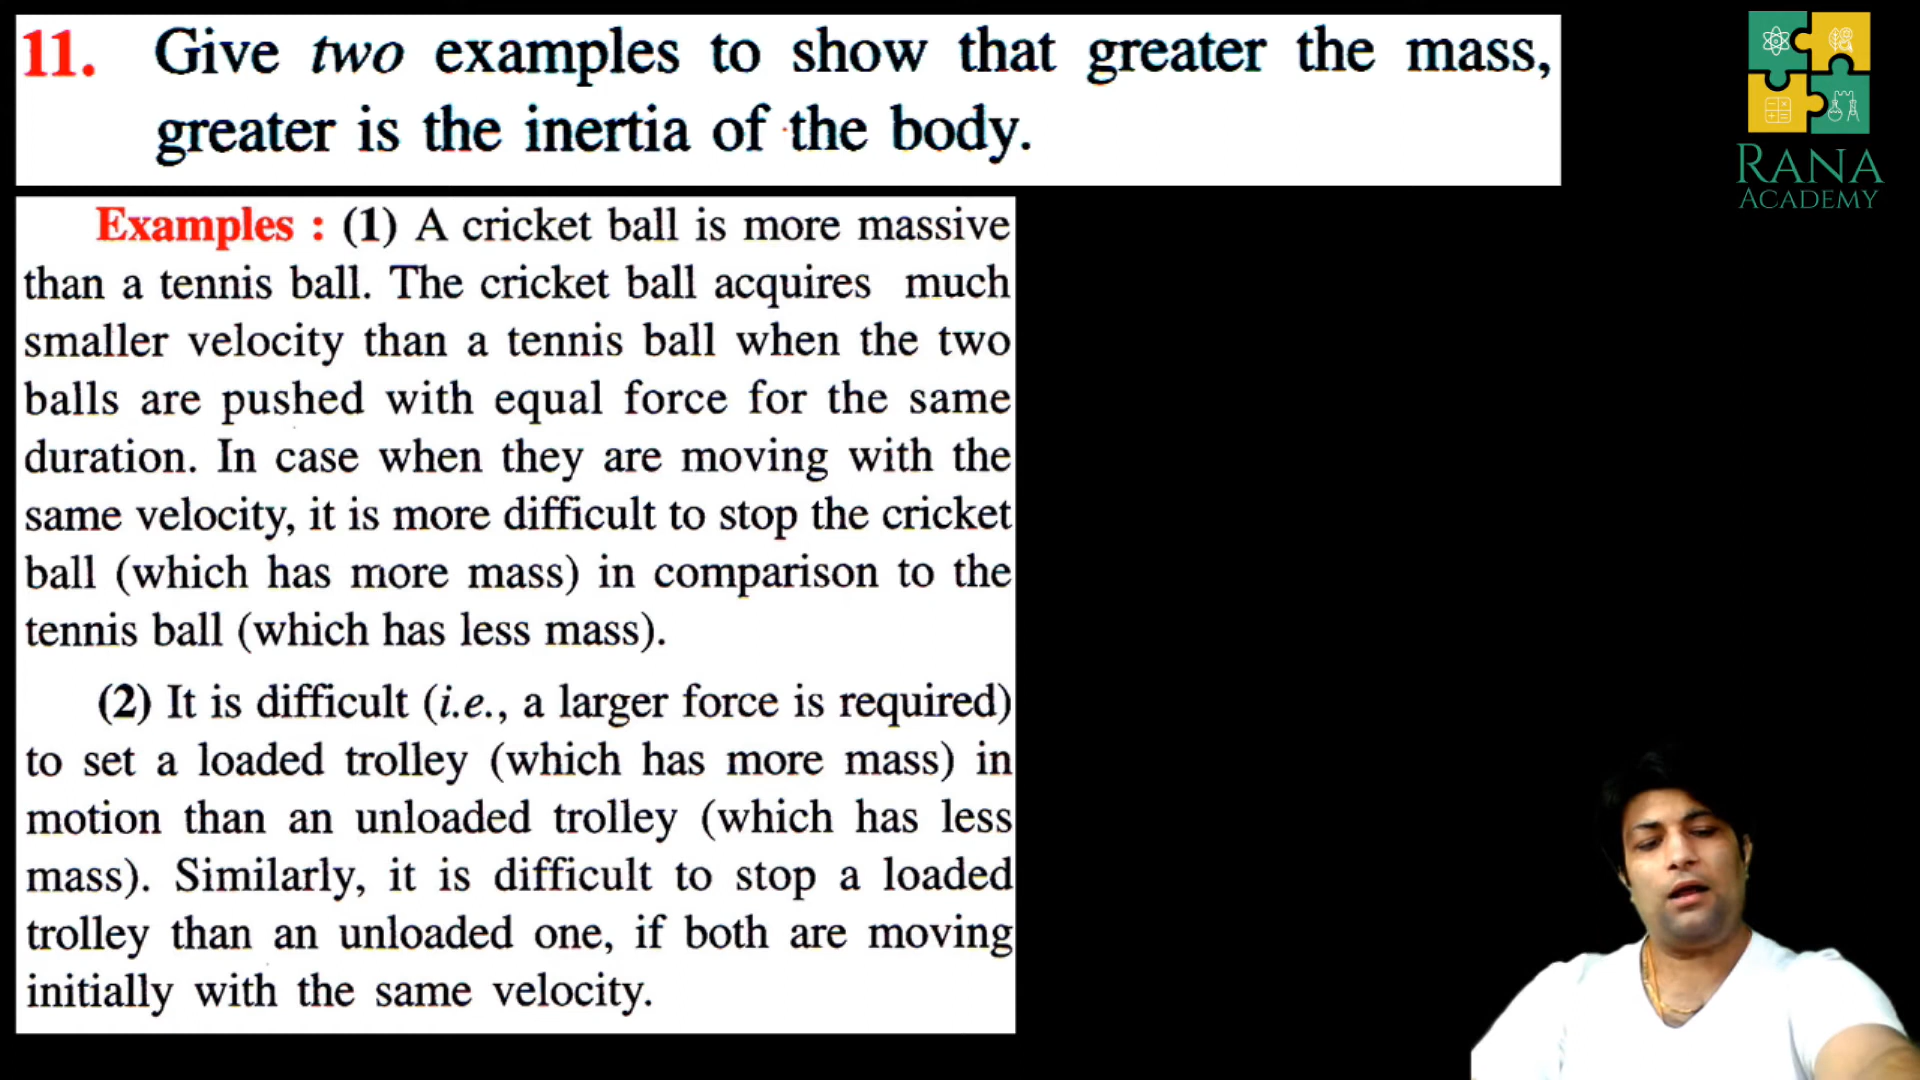 11. Give two examples to show that greater the mass,
greater is the inertia of the body.
RANA
ACADEMY
Examples : (1) A cricket ball is more massive
than a tennis ball. The cricket ball acquires much
smaller velocity than a tennis ball when the two
balls are pushed with equal force for the same
duration. In case when they are moving with the
same velocity, it is more difficult to stop the cricket
ball (which has more mass) in comparison to the
tennis ball (which has less mass).
(2) It is difficult (i.e., a larger force is required)
to set a loaded trolley (which has more mass) in
motion than an unloaded trolley (which has less
mass). Similarly, it is difficult to stop a loaded
trolley than an unloaded one, if both are moving
initially with the same velocity.